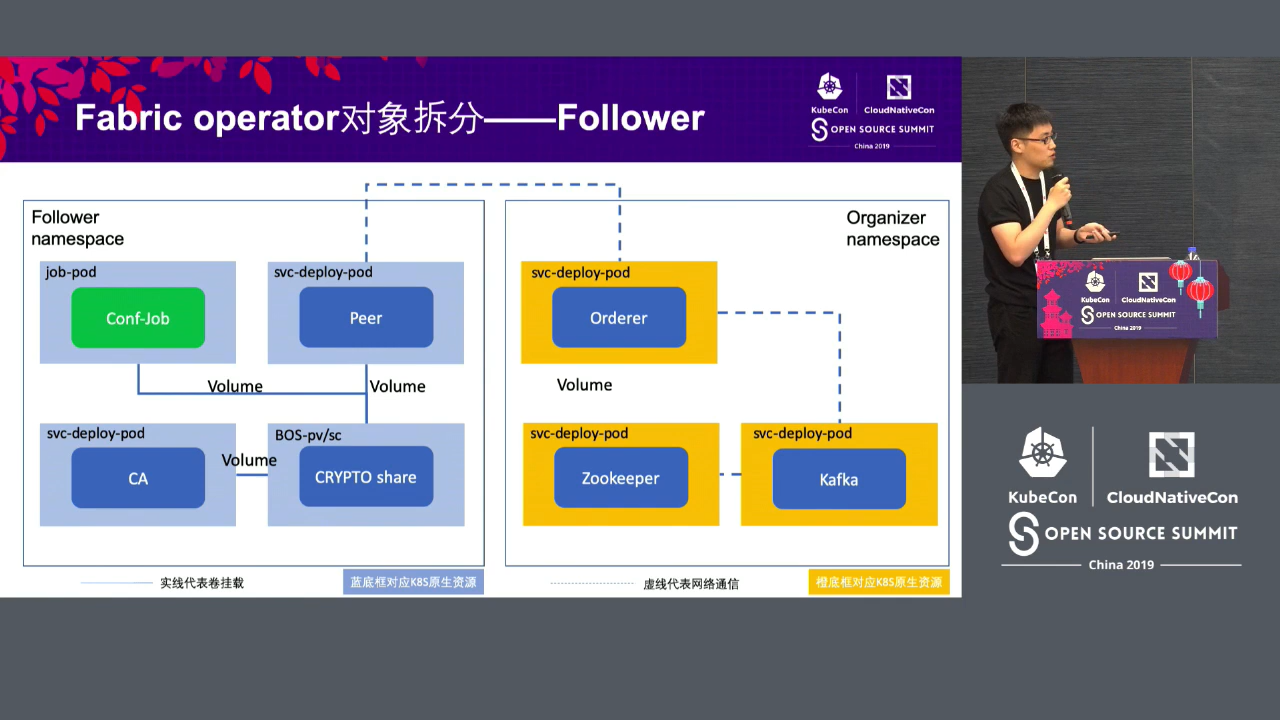 Fabric operator对象拆分——Follower
KubeCon
CloudNativeCon
OPEN SOURCE SUMMIT
China 2019
Follower
namespace
job-pod
Conf-Job
svc-deploy-pod
Peer
Volume
Volume
svc-deploy-pod
CA
Volume
BOS-pv/sc
CRYPTO share
Organizer
namespace
svc-deploy-pod
Orderer
Volume
svc-deploy-pod
Zookeeper
svc-deploy-pod
Kafka
实线代表卷挂载
蓝底框对应K8S原生资源
虚线代表网络通信
橙底框对应K8S原生资源
KubeCon
CloudNativeCon
OPEN SOURCE SUMMIT
China 2019
KubeCon
CloudNativeCon
OPEN SOURCE SUMMIT
China 2019